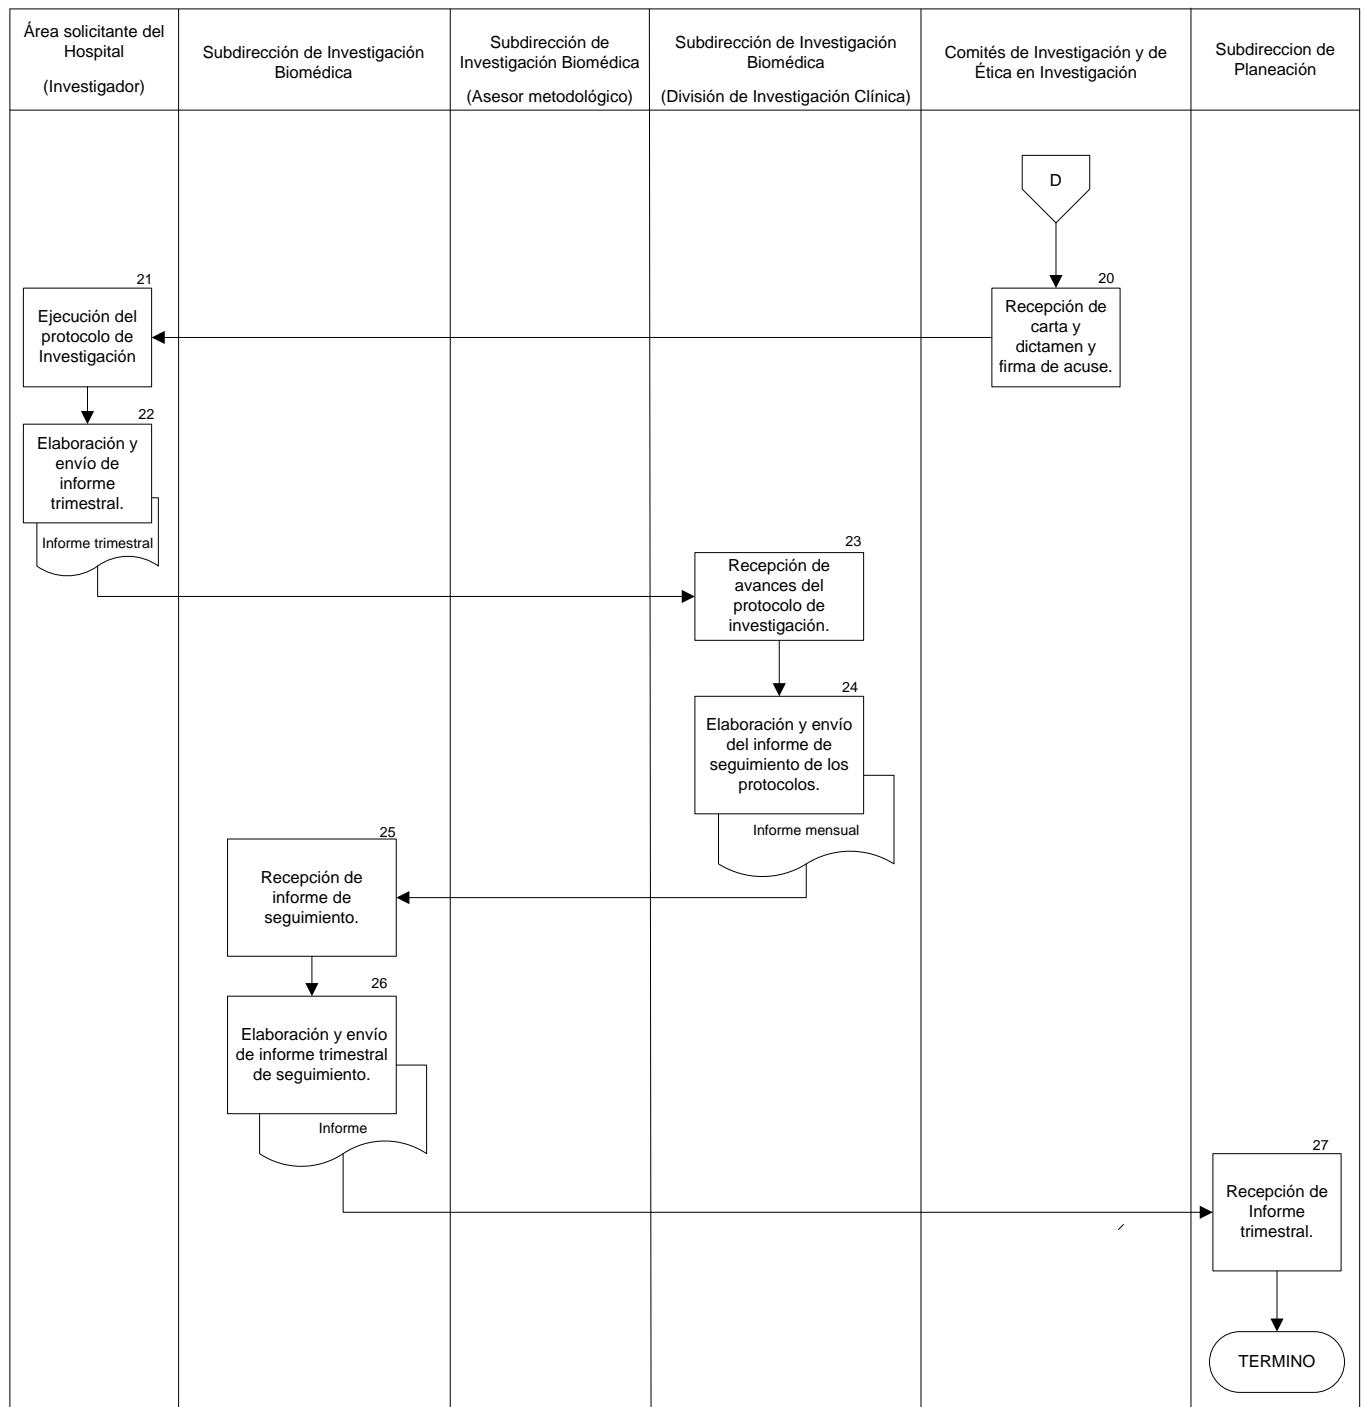 Área solicitante del
Hospital
(Investigador)
Subdirección de Investigación
Biomédica
Subdirección de
Investigación Biomédica
(Asesor metodológico)
Subdirección de Investigación
Biomédica
(División de Investigación Clínica)
Comités de Investigación y de
Ética en Investigación
Subdireccion de
Planeación
D
20
Recepción de
carta y
dictamen y
firma de acuse.
21
Ejecución del
protocolo de
Investigación
22
Elaboración y
envío de
informe
trimestral.
Informe trimestral
23
Recepción de
avances del
protocolo de
investigación.
24
Elaboración y envío
del informe de
seguimiento de los
protocolos.
Informe mensual
25
Recepción de
informe de
seguimiento.
26
Elaboración y envío
de informe trimestral
de seguimiento.
Informe
27
Recepción de
Informe
trimestral.
TERMINO